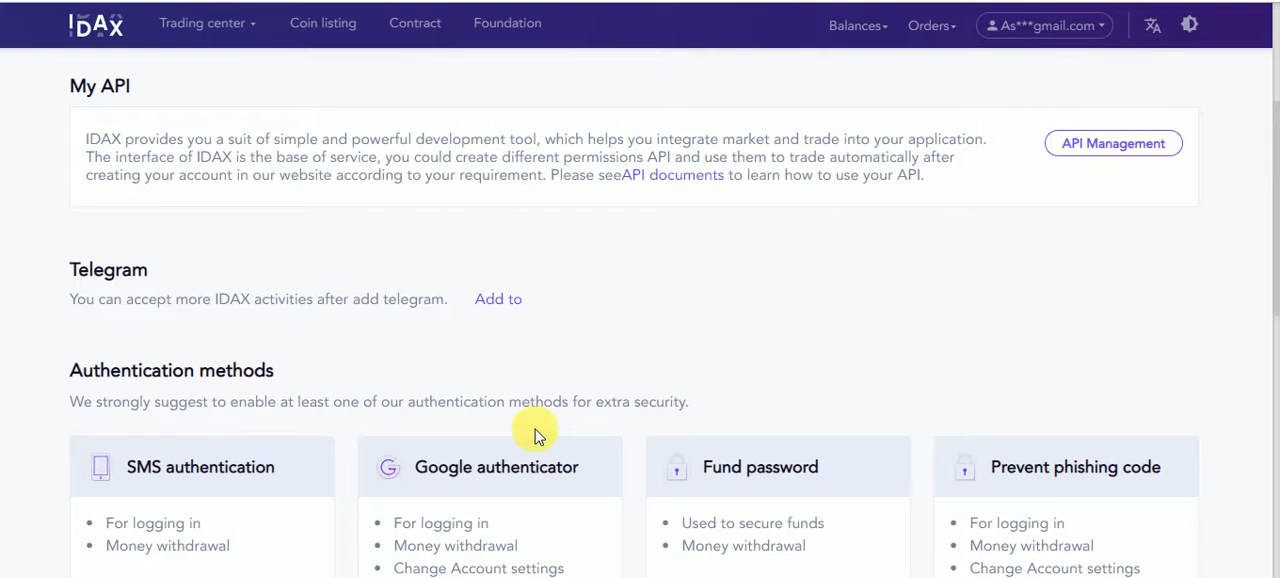 IDAX Trading center Coin listing Contract Foundation Balances Orders As***gmail.com
My API
IDAX provides you a suit of simple and powerful development tool, which helps you integrate market and trade into your application.
The interface of IDAX is the base of service, you could create different permissions API and use them to trade automatically after
creating your account in our website according to your requirement. Please seeAPI documents to learn how to use your API.
API Management
Telegram
You can accept more IDAX activities after add telegram. Add to
Authentication methods
We strongly suggest to enable at least one of our authentication methods for extra security.
SMS authentication
• For logging in
• Money withdrawal
Google authenticator
• For logging in
• Money withdrawal
• Change Account settings
Fund password
• Used to secure funds
• Money withdrawal
Prevent phishing code
• For logging in
• Money withdrawal
• Change Account settings